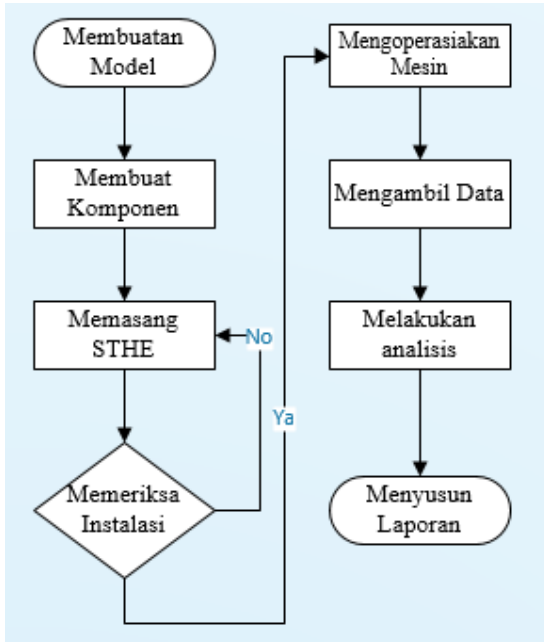 Membuatan
Model
Membuat
Komponen
Memasang
STHE
No
Memeriksa
Instalasi
Ya
Mengoperasiakan
Mesin
Mengambil Data
Melakukan
analisis
Menyusun
Laporan